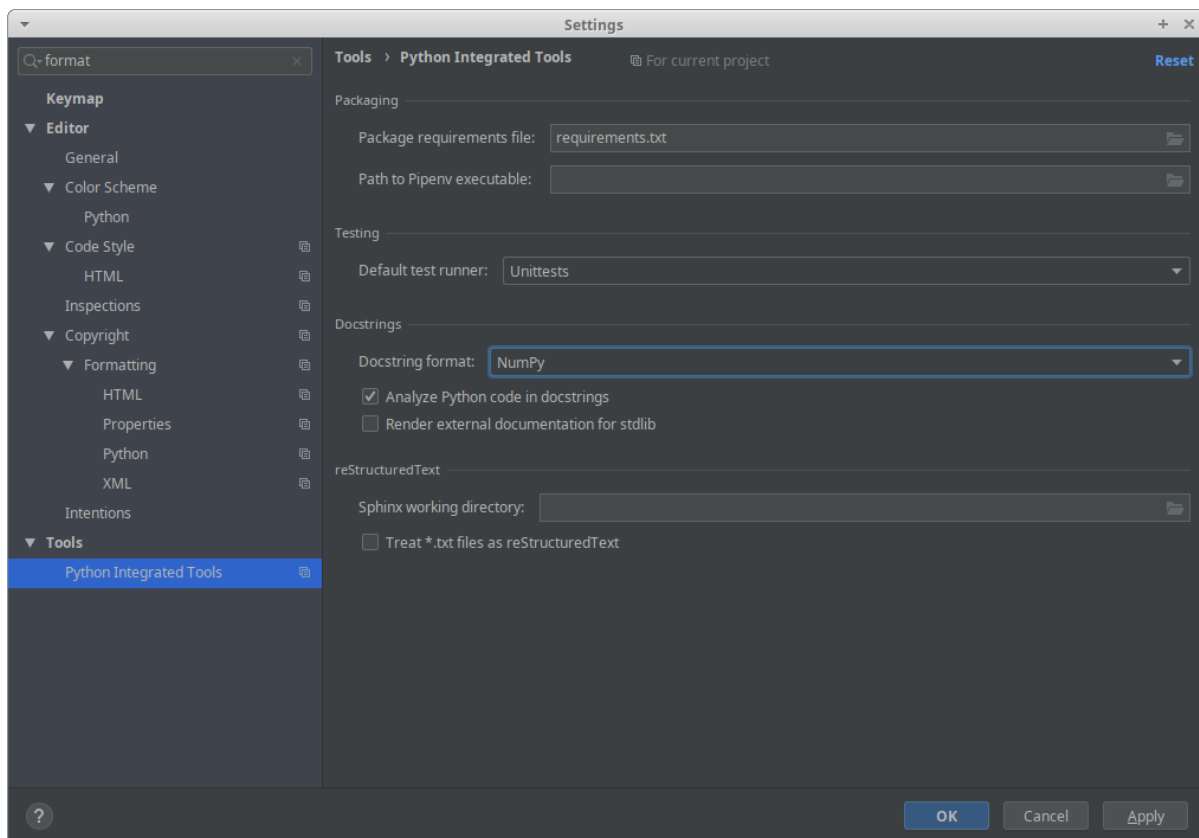 Settings
format
Keymap
Editor
General
Color Scheme
Python
Code Style
HTML
Inspections
Copyright
Formatting
HTML
Properties
Python
XML
Intentions
Tools
Python Integrated Tools
Tools › Python Integrated Tools
For current project
Reset
Packaging
Package requirements file: requirements.txt
Path to Pipenv executable:
Testing
Default test runner: Unittests
Docstrings
Docstring format: NumPy
Analyze Python code in docstrings
Render external documentation for stdlib
reStructuredText
Sphinx working directory:
Treat *.txt files as reStructuredText
?
OK
Cancel
Apply